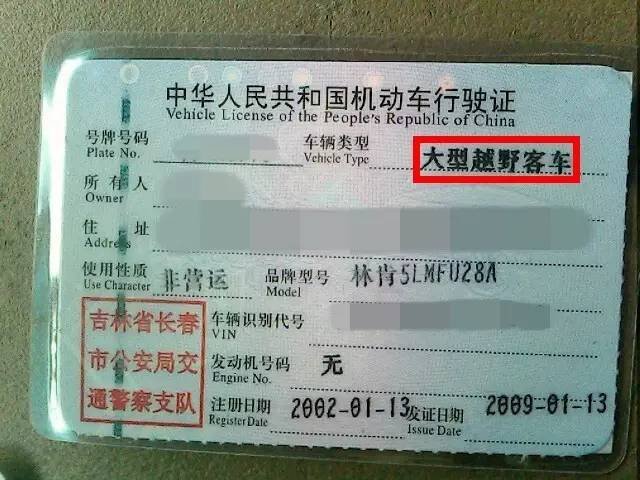 中华人民共和国机动车行驶证
Vehicle License of the People's Republic of China
号牌号码
Plate No.
车辆类型
Vehicle Type
大型越野客车
所有人
Owner
住址
Address
使用性质
Use Character
非营运
品牌型号
Model
林肯5LMFU28A
车辆识别代号
VIN
发动机号码
Engine No.
无
注册日期
Register Date
2002-01-13
发证日期
Issue Date
2009-01-13
吉林省长春
市公安局交
通警察支队